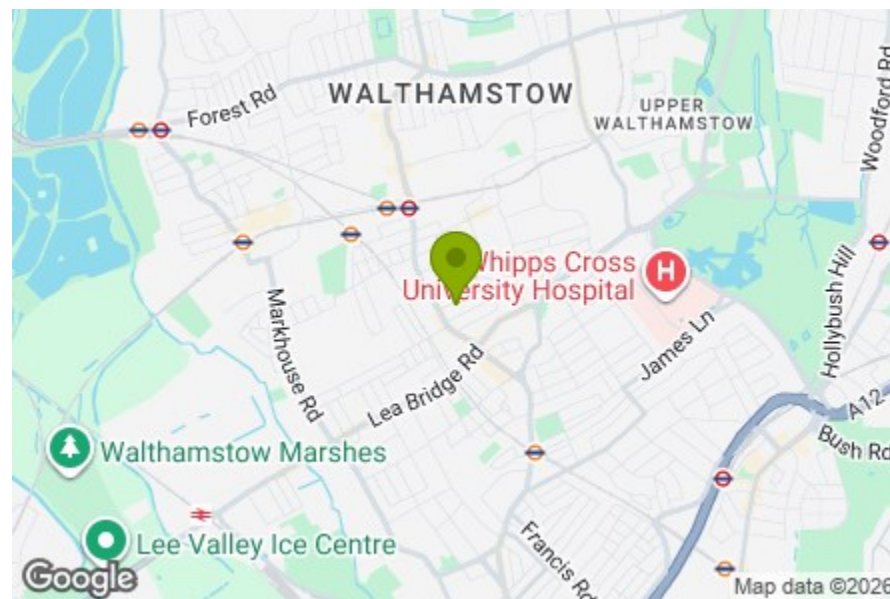 WALTHAMSTOW
Forest Rd
UPPER
WALTHAMSTOW
Woodford Rd
Whipps Cross
University Hospital
H
Hollybush Hill
Markhouse Rd
James Ln
Lea Bridge Rd
A12
Bush Rd
Walthamstow Marshes
Lee Valley Ice Centre
Francis Rd
Google
Map data ©2026